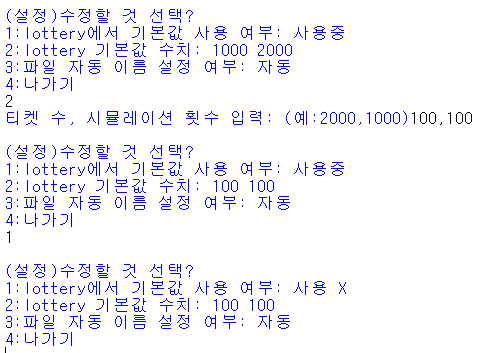 (설정)수정할 것 선택?
1:lottery에서 기본값 사용 여부: 사용중
2:lottery 기본값 수치: 1000 2000
3:파일 자동 이름 설정 여부: 자동
4:나가기
2
티켓 수, 시뮬레이션 횟수 입력: (예:2000,1000)100,100
(설정)수정할 것 선택?
1:lottery에서 기본값 사용 여부: 사용중
2:lottery 기본값 수치: 100 100
3:파일 자동 이름 설정 여부: 자동
4:나가기
1
(설정)수정할 것 선택?
1:lottery에서 기본값 사용 여부: 사용 X
2:lottery 기본값 수치: 100 100
3:파일 자동 이름 설정 여부: 자동
4:나가기